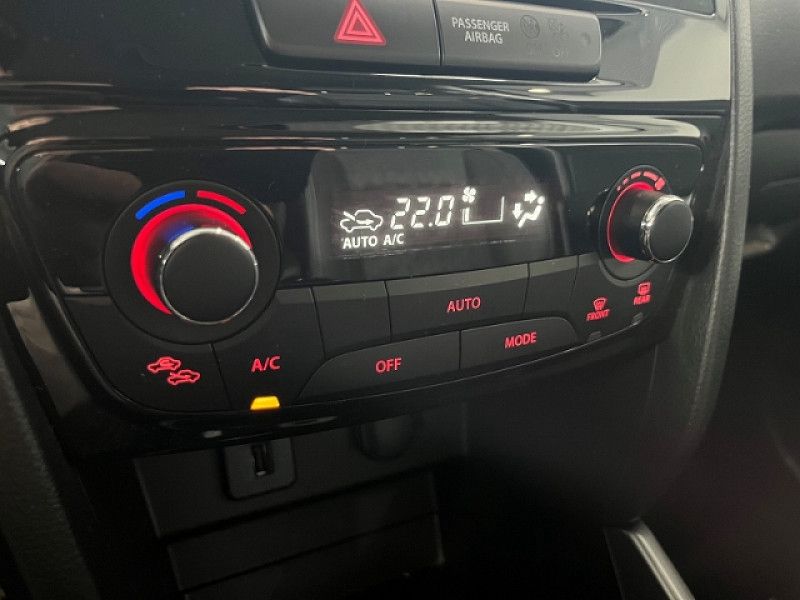 PASSENGER
AIRBAG
22.0
AUTO A/C
AUTO
FRONT
REAR
A/C
OFF
MODE